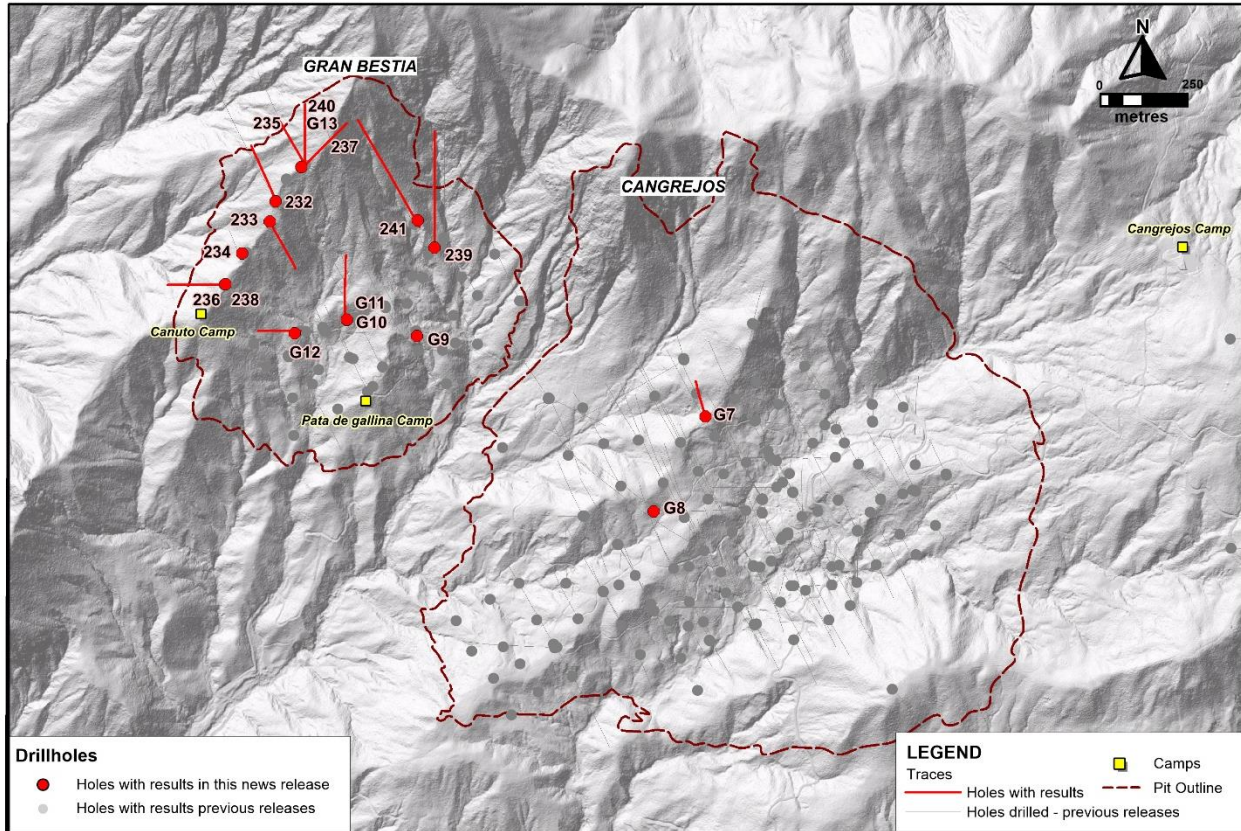 GRAN BESTIA
N
0
250
metres
240
235
G13
237
CANGREJOS
232
233
241
Cangrejos Camp
234
239
236
238
G11
G10
Canuto Camp
G12
G9
Pata de gallina Camp
G7
G8
Drillholes
Holes with results in this news release
Holes with results previous releases
LEGEND
Traces
Holes with results
Holes drilled - previous releases
Camps
Pit Outline